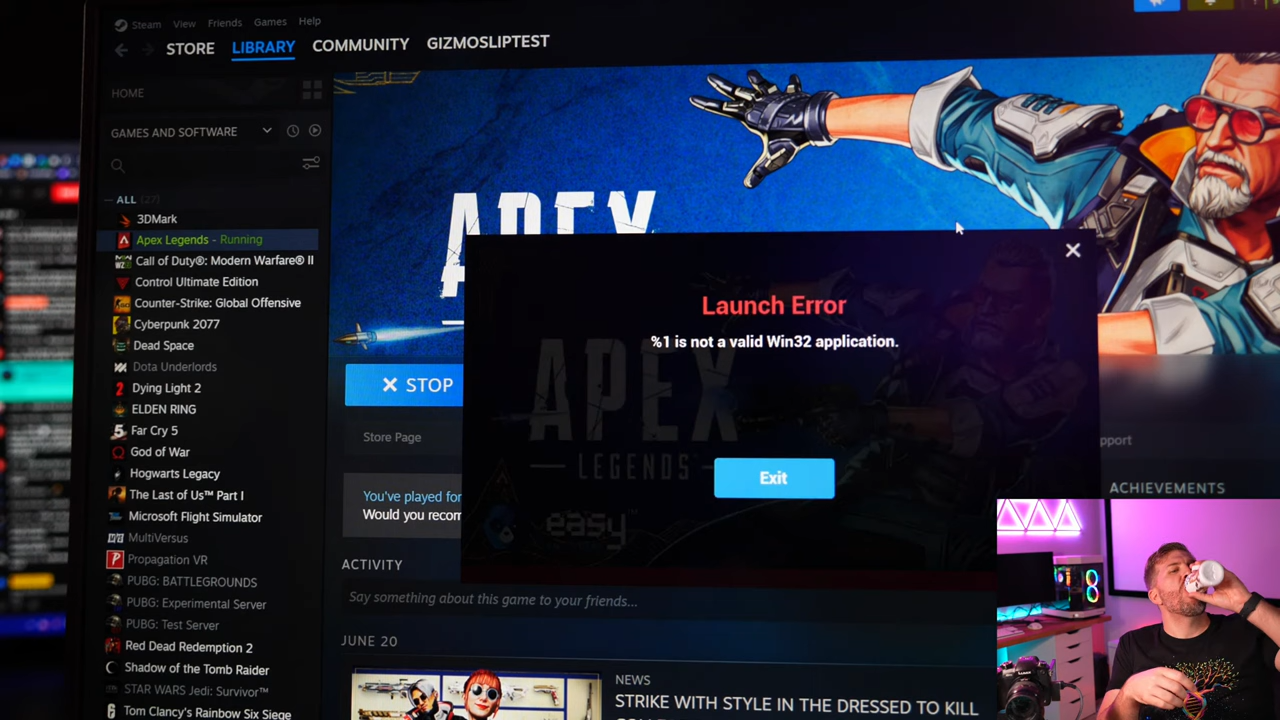 Steam View Friends Games Help
STORE LIBRARY COMMUNITY GIZMOSLIPTEST
HOME
GAMES AND SOFTWARE
ALL (27)
3DMark
Apex Legends - Running
Call of Duty®: Modern Warfare® II
Control Ultimate Edition
Counter-Strike: Global Offensive
Cyberpunk 2077
Dead Space
Dota Underlords
Dying Light 2
ELDEN RING
Far Cry 5
God of War
Hogwarts Legacy
The Last of Us™ Part I
Microsoft Flight Simulator
MultiVersus
Propagation VR
PUBG: BATTLEGROUNDS
PUBG: Experimental Server
PUBG: Test Server
Red Dead Redemption 2
Shadow of the Tomb Raider
STAR WARS Jedi: Survivor™
Tom Clancy's Rainbow Six Siege
APEX
STOP
Store Page
pport
You've played for
Would you recom
Launch Error
%1 is not a valid Win32 application.
APEX
LEGENDS
Exit
easy
ACHIEVEMENTS
ACTIVITY
Say something about this game to your friends...
JUNE 20
NEWS
STRIKE WITH STYLE IN THE DRESSED TO KILL